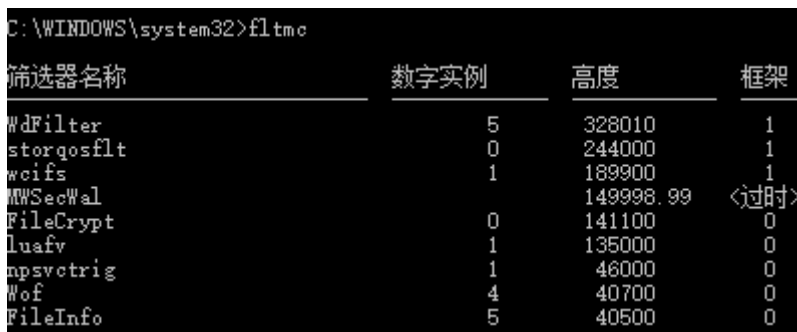 C:\WINDOWS\system32>fltmc
筛选器名称 数字实例 高度 框架
WdFilter 5 328010 1
storqosflt 0 244000 1
wcifs 1 189900 1
MWSecWal 149998.99 <过时>
FileCrypt 0 141100 0
luafv 1 135000 0
npsvctrig 1 46000 0
Wof 4 40700 0
FileInfo 5 40500 0